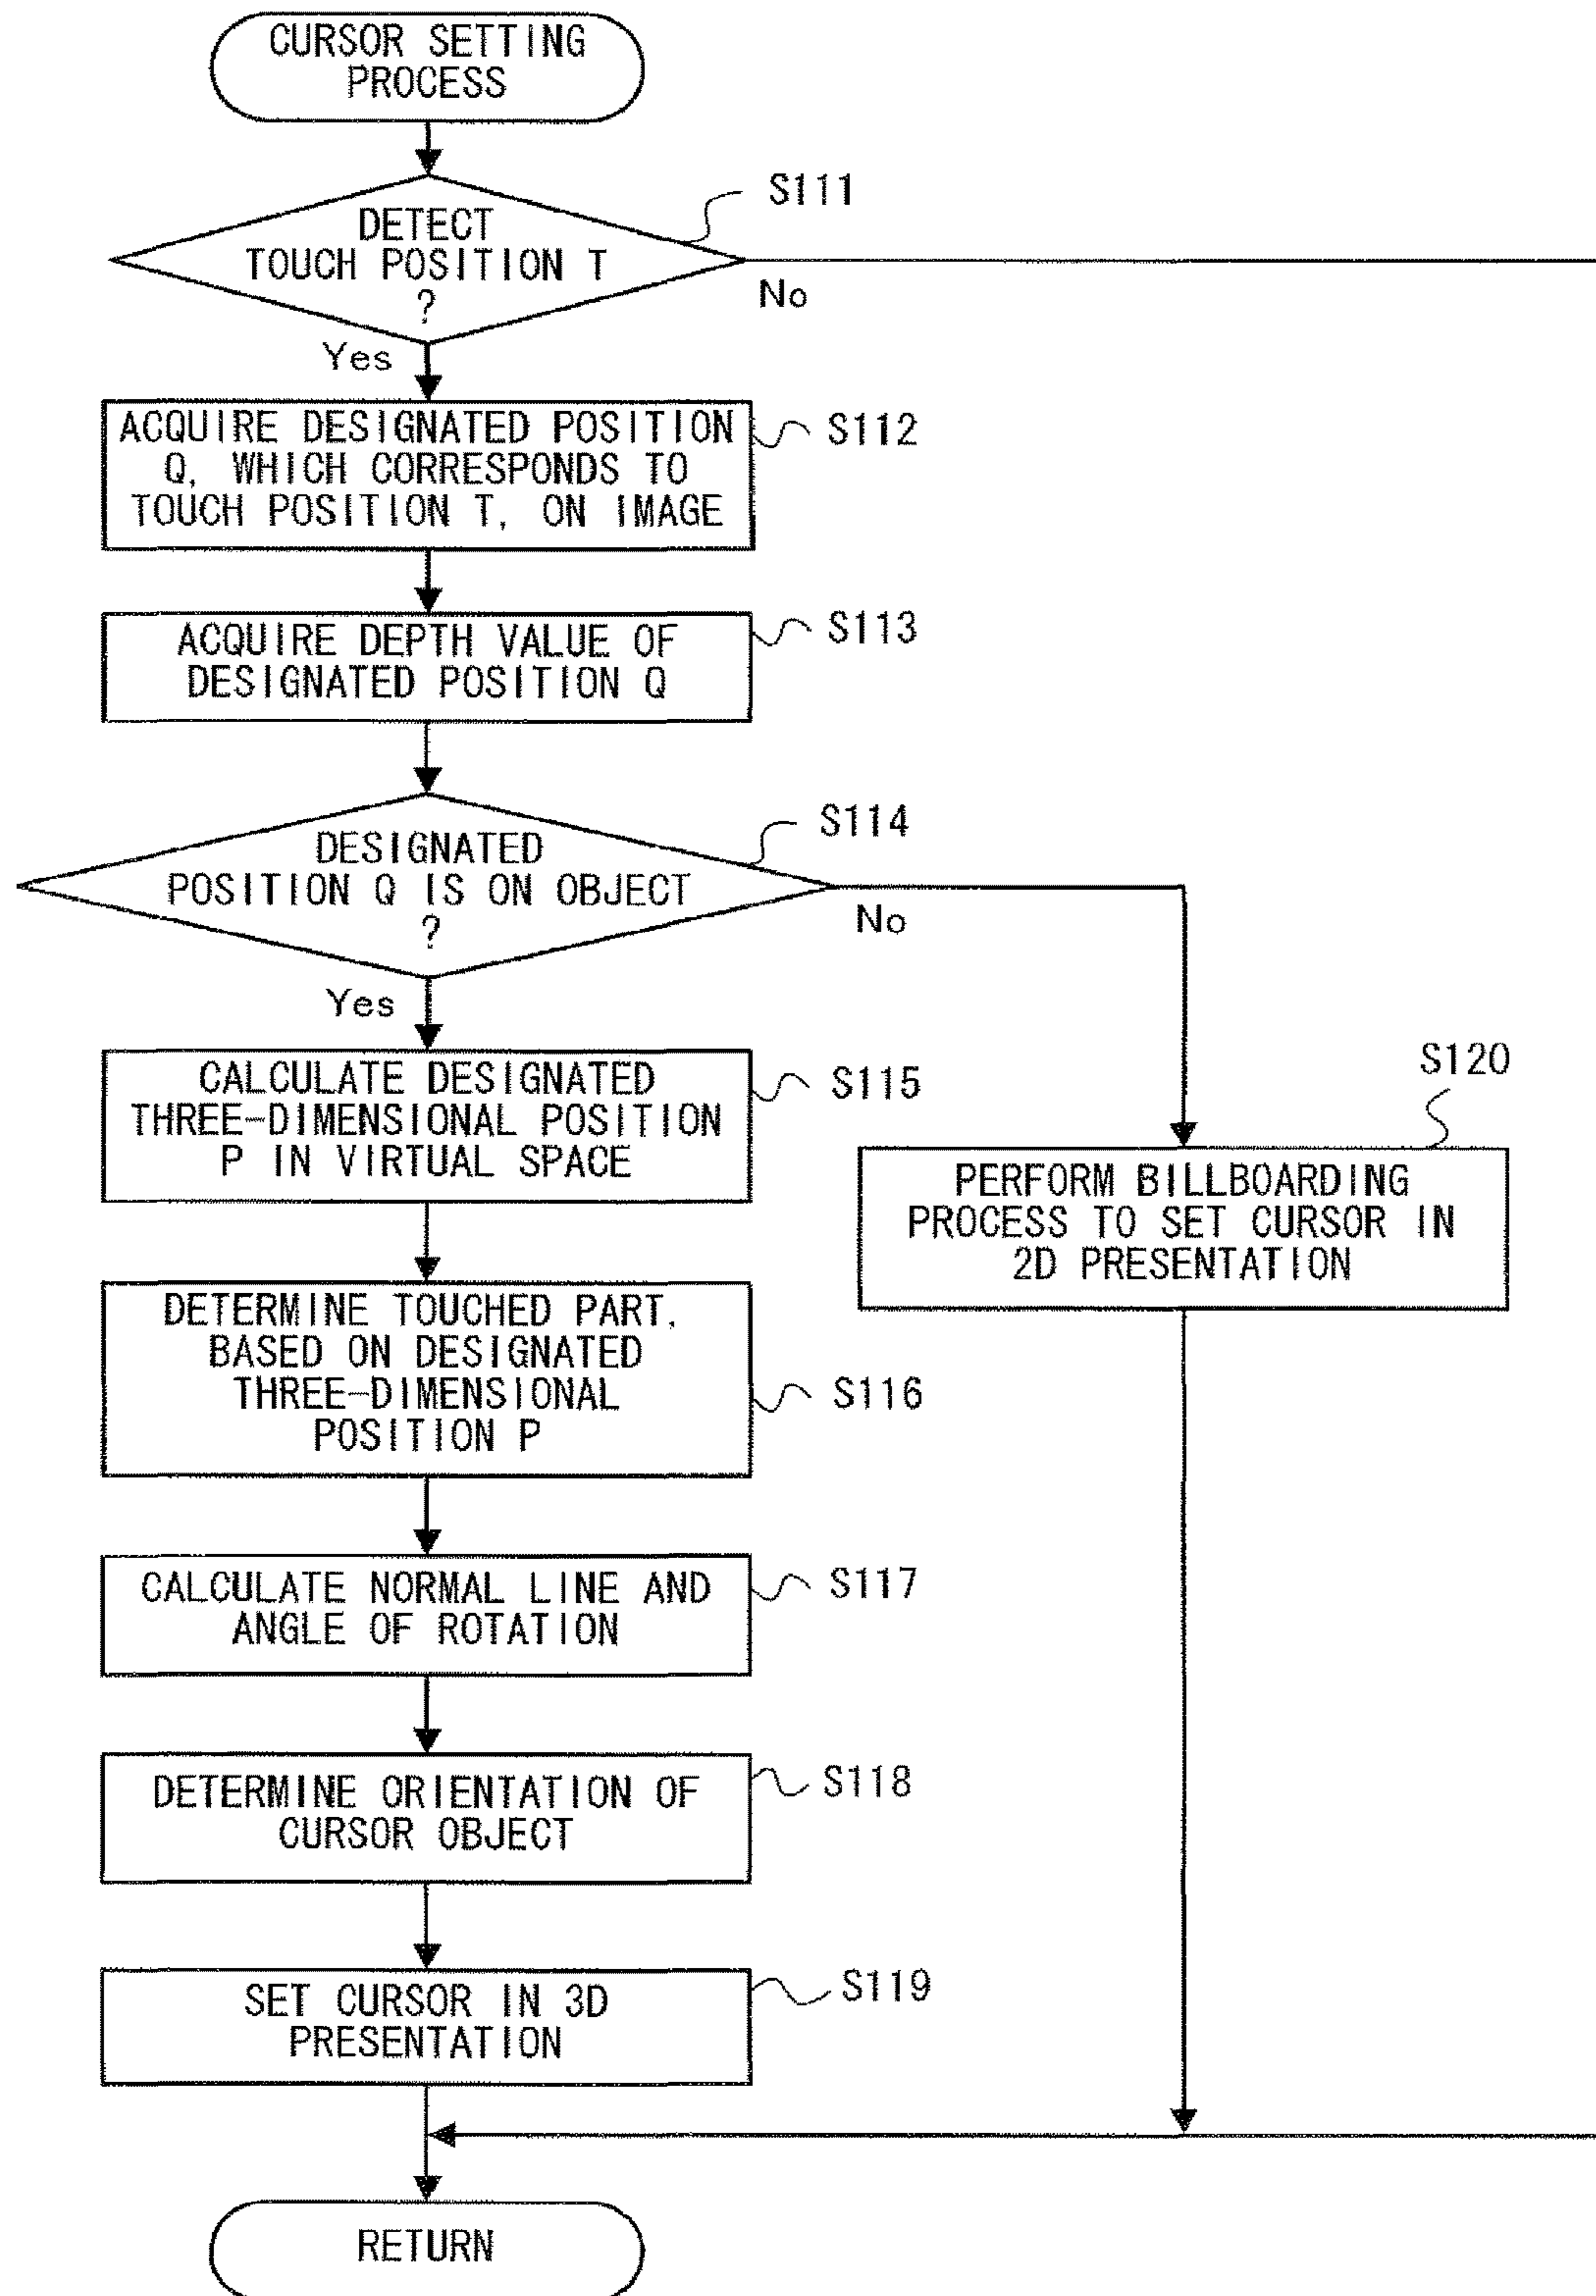 CURSOR SETTING
PROCESS
S111
DETECT
TOUCH POSITION T
?
No
Yes
ACQUIRE DESIGNATED POSITION
Q, WHICH CORRESPONDS TO
TOUCH POSITION T, ON IMAGE
S112
ACQUIRE DEPTH VALUE OF
DESIGNATED POSITION Q
S113
S114
DESIGNATED
POSITION Q IS ON OBJECT
?
No
Yes
CALCULATE DESIGNATED
THREE-DIMENSIONAL POSITION
P IN VIRTUAL SPACE
S115
S120
PERFORM BILLBOARDING
PROCESS TO SET CURSOR IN
2D PRESENTATION
DETERMINE TOUCHED PART,
BASED ON DESIGNATED
THREE-DIMENSIONAL
POSITION P
S116
CALCULATE NORMAL LINE AND
ANGLE OF ROTATION
S117
DETERMINE ORIENTATION OF
CURSOR OBJECT
S118
SET CURSOR IN 3D
PRESENTATION
S119
RETURN